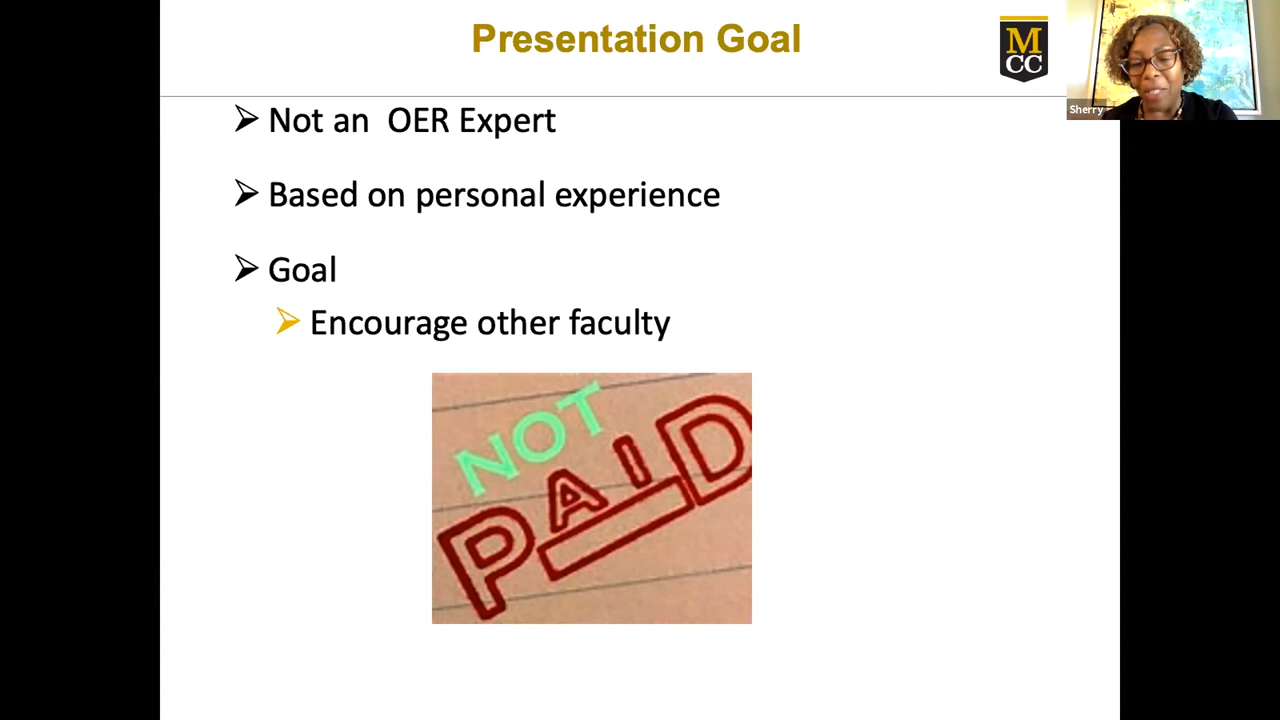 Presentation Goal
M
CC
Sherry
Not an OER Expert
Based on personal experience
Goal
Encourage other faculty
NOT
PAID